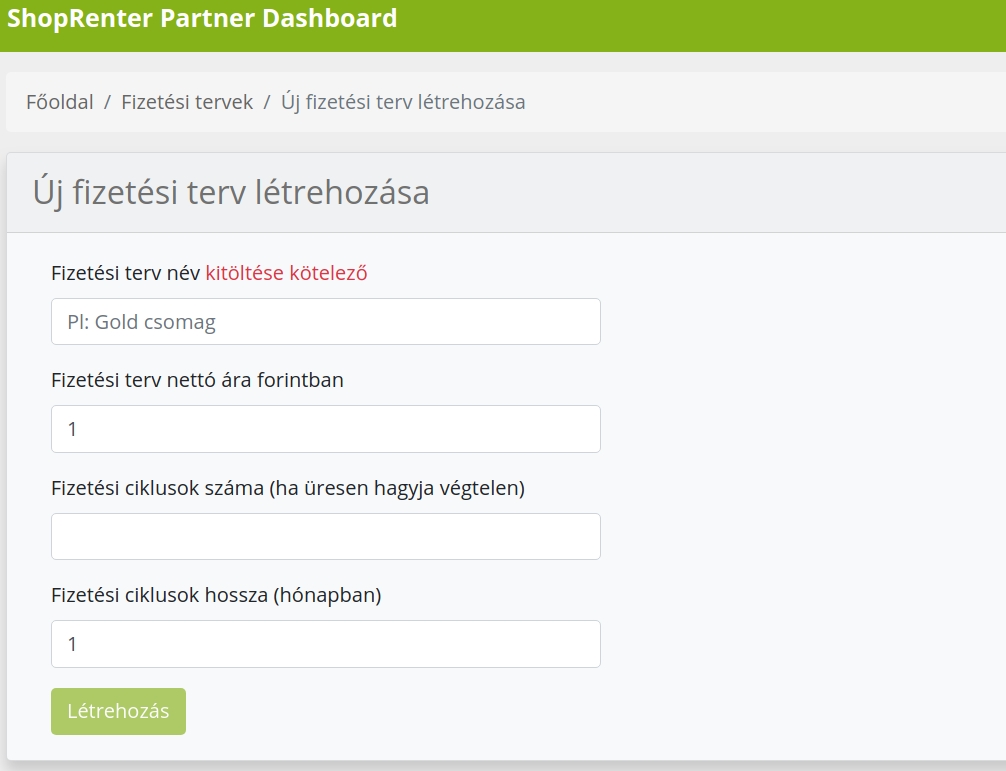 ShopRenter Partner Dashboard
Főoldal / Fizetési tervek / Új fizetési terv létrehozása
Új fizetési terv létrehozása
Fizetési terv név kitöltése kötelező
Pl: Gold csomag
Fizetési terv nettó ára forintban
1
Fizetési ciklusok száma (ha üresen hagyja végtelen)
Fizetési ciklusok hossza (hónapban)
1
Létrehozás